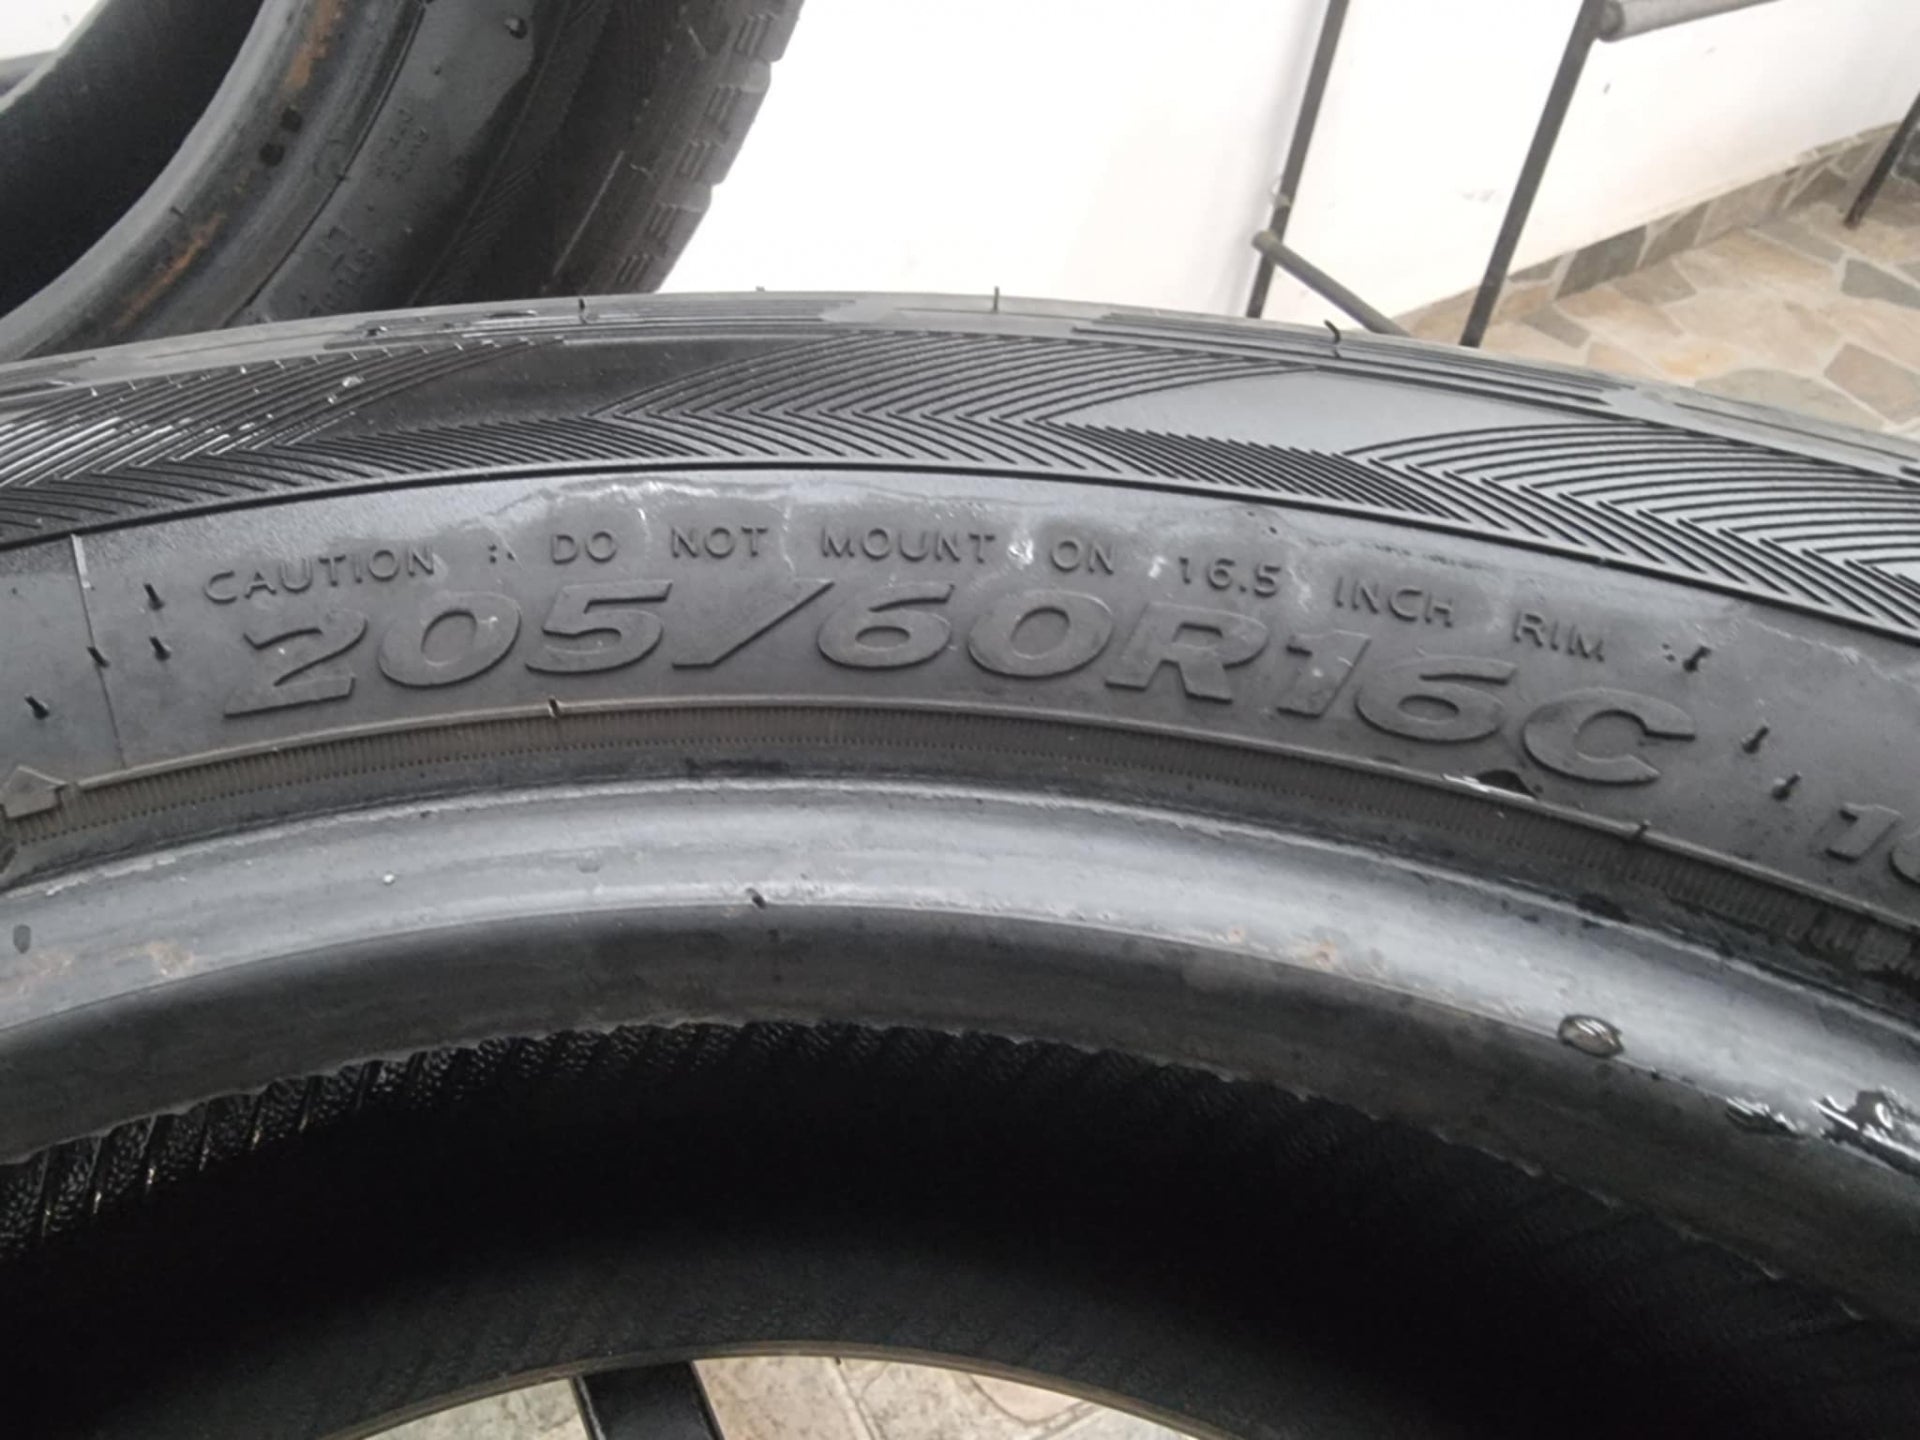 CAUTION : DO NOT MOUNT ON 16.5 INCH RIM :
205/60R16C